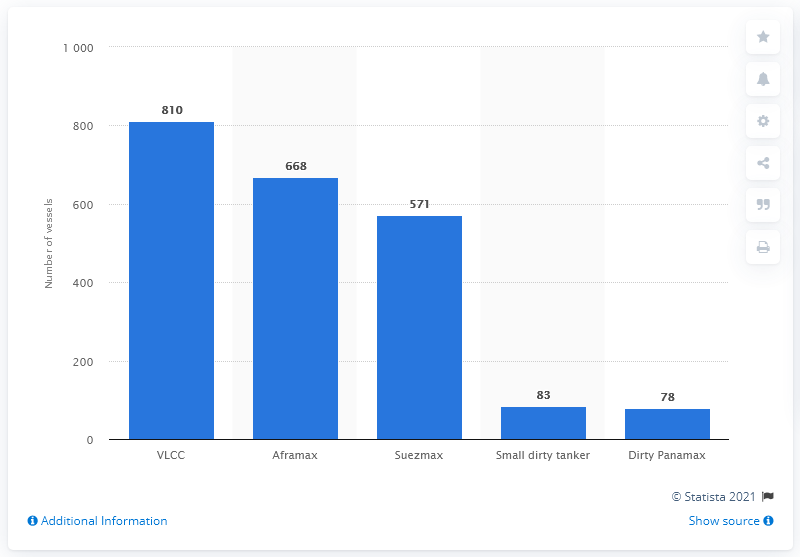 1 000
810
800
668
571
600
Number of vessels
400
200
83
78
0
VLCC Aframax Suezmax Small dirty tanker Dirty Panamax
© Statista 2021
Additional Information Show source